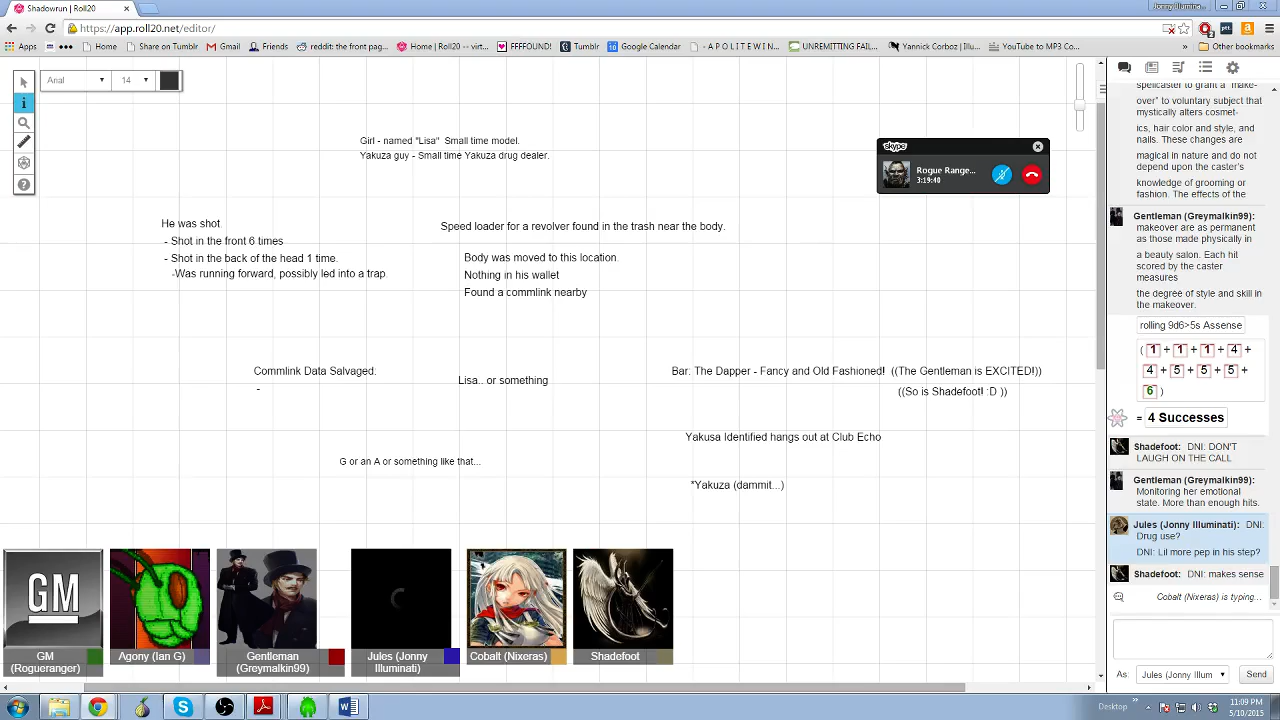 Shadowrun | Roll20
Jonny Illumine...
https://app.roll20.net/editor/
Apps
Home
Share on Tumblr
Gmail
Friends
reddit: the front pag...
Home | Roll20 -- virt...
FFFFOUND!
Tumblr
Google Calendar
- A P O L I T E W I N...
UNREMITTING FAIL...
Yannick Corboz | Illu...
YouTube to MP3 Co...
» Other bookmarks
Arial
14
Girl - named "Lisa" Small time model.
Yakuza guy - Small time Yakuza drug dealer.
skype
Rogue Range...
3:19:40
He was shot.
- Shot in the front 6 times
- Shot in the back of the head 1 time.
-Was running forward, possibly led into a trap.
Speed loader for a revolver found in the trash near the body.
Body was moved to this location.
Nothing in his wallet
Found a commlink nearby
Commlink Data Salvaged:
-
Lisa.. or something
Bar: The Dapper - Fancy and Old Fashioned! ((The Gentleman is EXCITED!))
((So is Shadefoot! :D ))
Yakusa Identified hangs out at Club Echo
G or an A or something like that...
*Yakuza (dammit...)
GM
GM
(Rogueranger)
Agony (Ian G)
Gentleman
(Greymalkin99)
Jules (Jonny
Illuminati)
Cobalt (Nixeras)
Shadefoot
spellcaster to grant a "make-
over" to voluntary subject that
mystically alters cosmet-
ics, hair color and style, and
nails. These changes are
magical in nature and do not
depend upon the caster's
knowledge of grooming or
fashion. The effects of the
Gentleman (Greymalkin99):
makeover are as permanent
as those made physically in
a beauty salon. Each hit
scored by the caster
measures
the degree of style and skill in
the makeover.
rolling 9d6>5s Assense
( 1 + 1 + 1 + 4 +
4 + 5 + 5 + 5 +
6 )
= 4 Successes
Shadefoot: DNI: DON'T
LAUGH ON THE CALL
Gentleman (Greymalkin99):
Monitoring her emotional
state. More than enough hits.
Jules (Jonny Illuminati): DNI:
Drug use?
DNI: Lil more pep in his step?
Shadefoot: DNI: makes sense
Cobalt (Nixeras) is typing...
As:
Jules (Jonny Illum
Send
Desktop
»
11:09 PM
5/10/2015